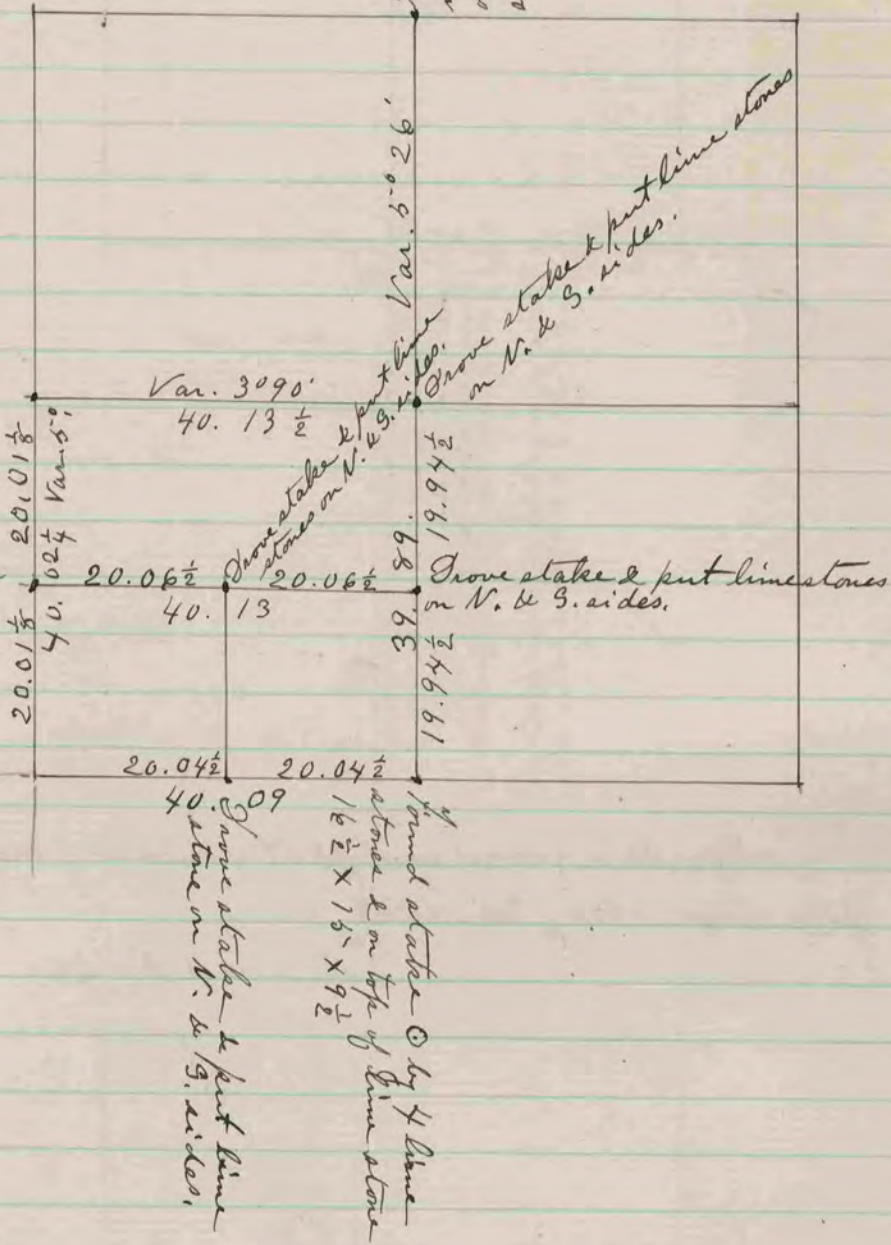 Var. 5° 26'
Drove stake & put lime stones
on N. & S. sides.
Var. 3° 90'
40. 13 1/2
Drove stake & put lime
stones on N. & S. sides.
20.01 1/8
20.01 1/8
40. 02 1/4 Var. 5°.
19.94 1/2
39. 89.
19.94 1/2
20.06 1/2
20.06 1/2
40. 13
Drove stake & put limestones
on N. & S. sides.
20.04 1/2
20.04 1/2
40. 09
Found stake ⊙ by 4 lime
stones & on top of lime stone
16 1/2 X 15 X 9 1/2
Drove stake & put lime
stone on N. & S. sides.